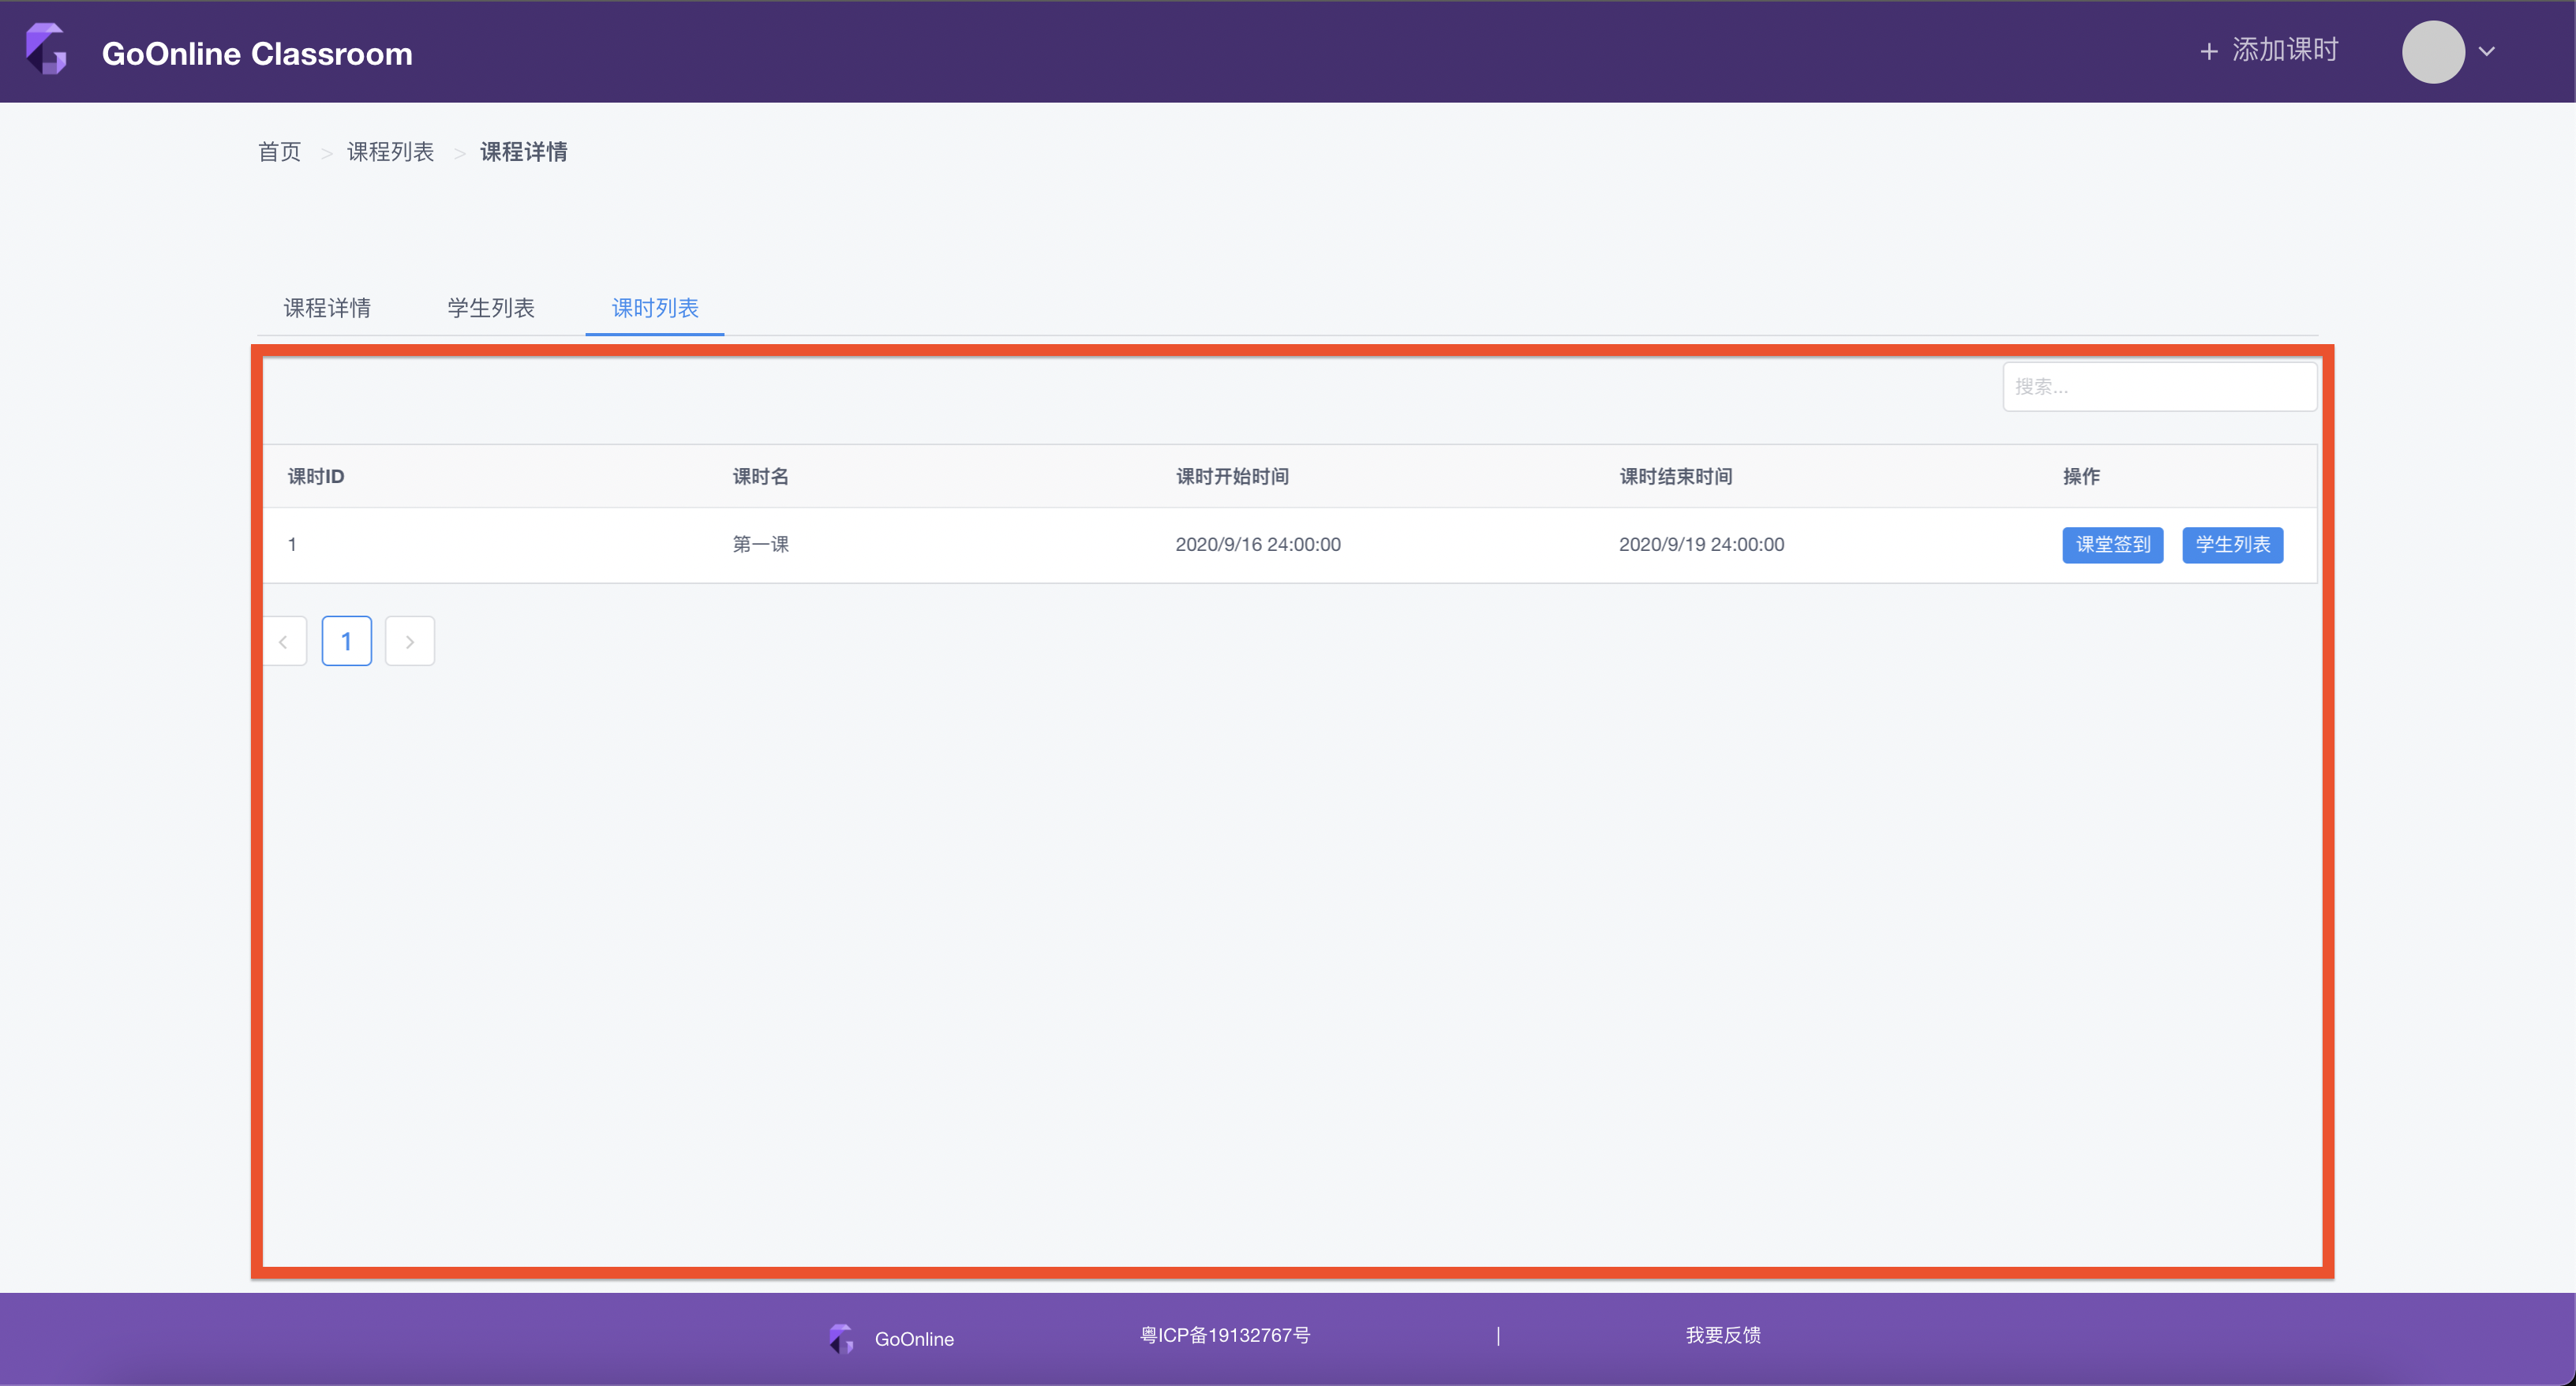 GoOnline Classroom
+ 添加课时
首页 > 课程列表 > 课程详情
课程详情 学生列表 课时列表
搜索...
课时ID 课时名 课时开始时间 课时结束时间 操作
1 第一课 2020/9/16 24:00:00 2020/9/19 24:00:00 课堂签到 学生列表
< 1 >
GoOnline 粤ICP备19132767号 | 我要反馈